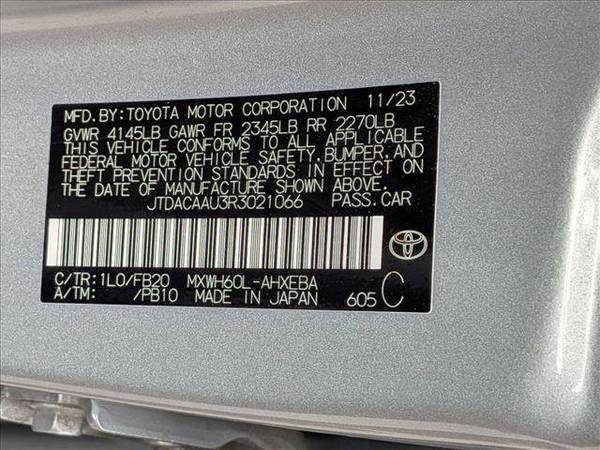 MFD.BY:TOYOTA MOTOR CORPORATION 11/23
GVWR 4145LB GAWR FR 2345LB RR 2270LB
THIS VEHICLE CONFORMS TO ALL APPLICABLE
FEDERAL MOTOR VEHICLE SAFETY,BUMPER,AND
THEFT PREVENTION STANDARDS IN EFFECT ON
THE DATE OF MANUFACTURE SHOWN ABOVE.
JTDACAAU3R3021066 PASS.CAR
C/TR:1L0/FB20 MXWH60L-AHXEBA
A/TM: /PB10 MADE IN JAPAN 605 C